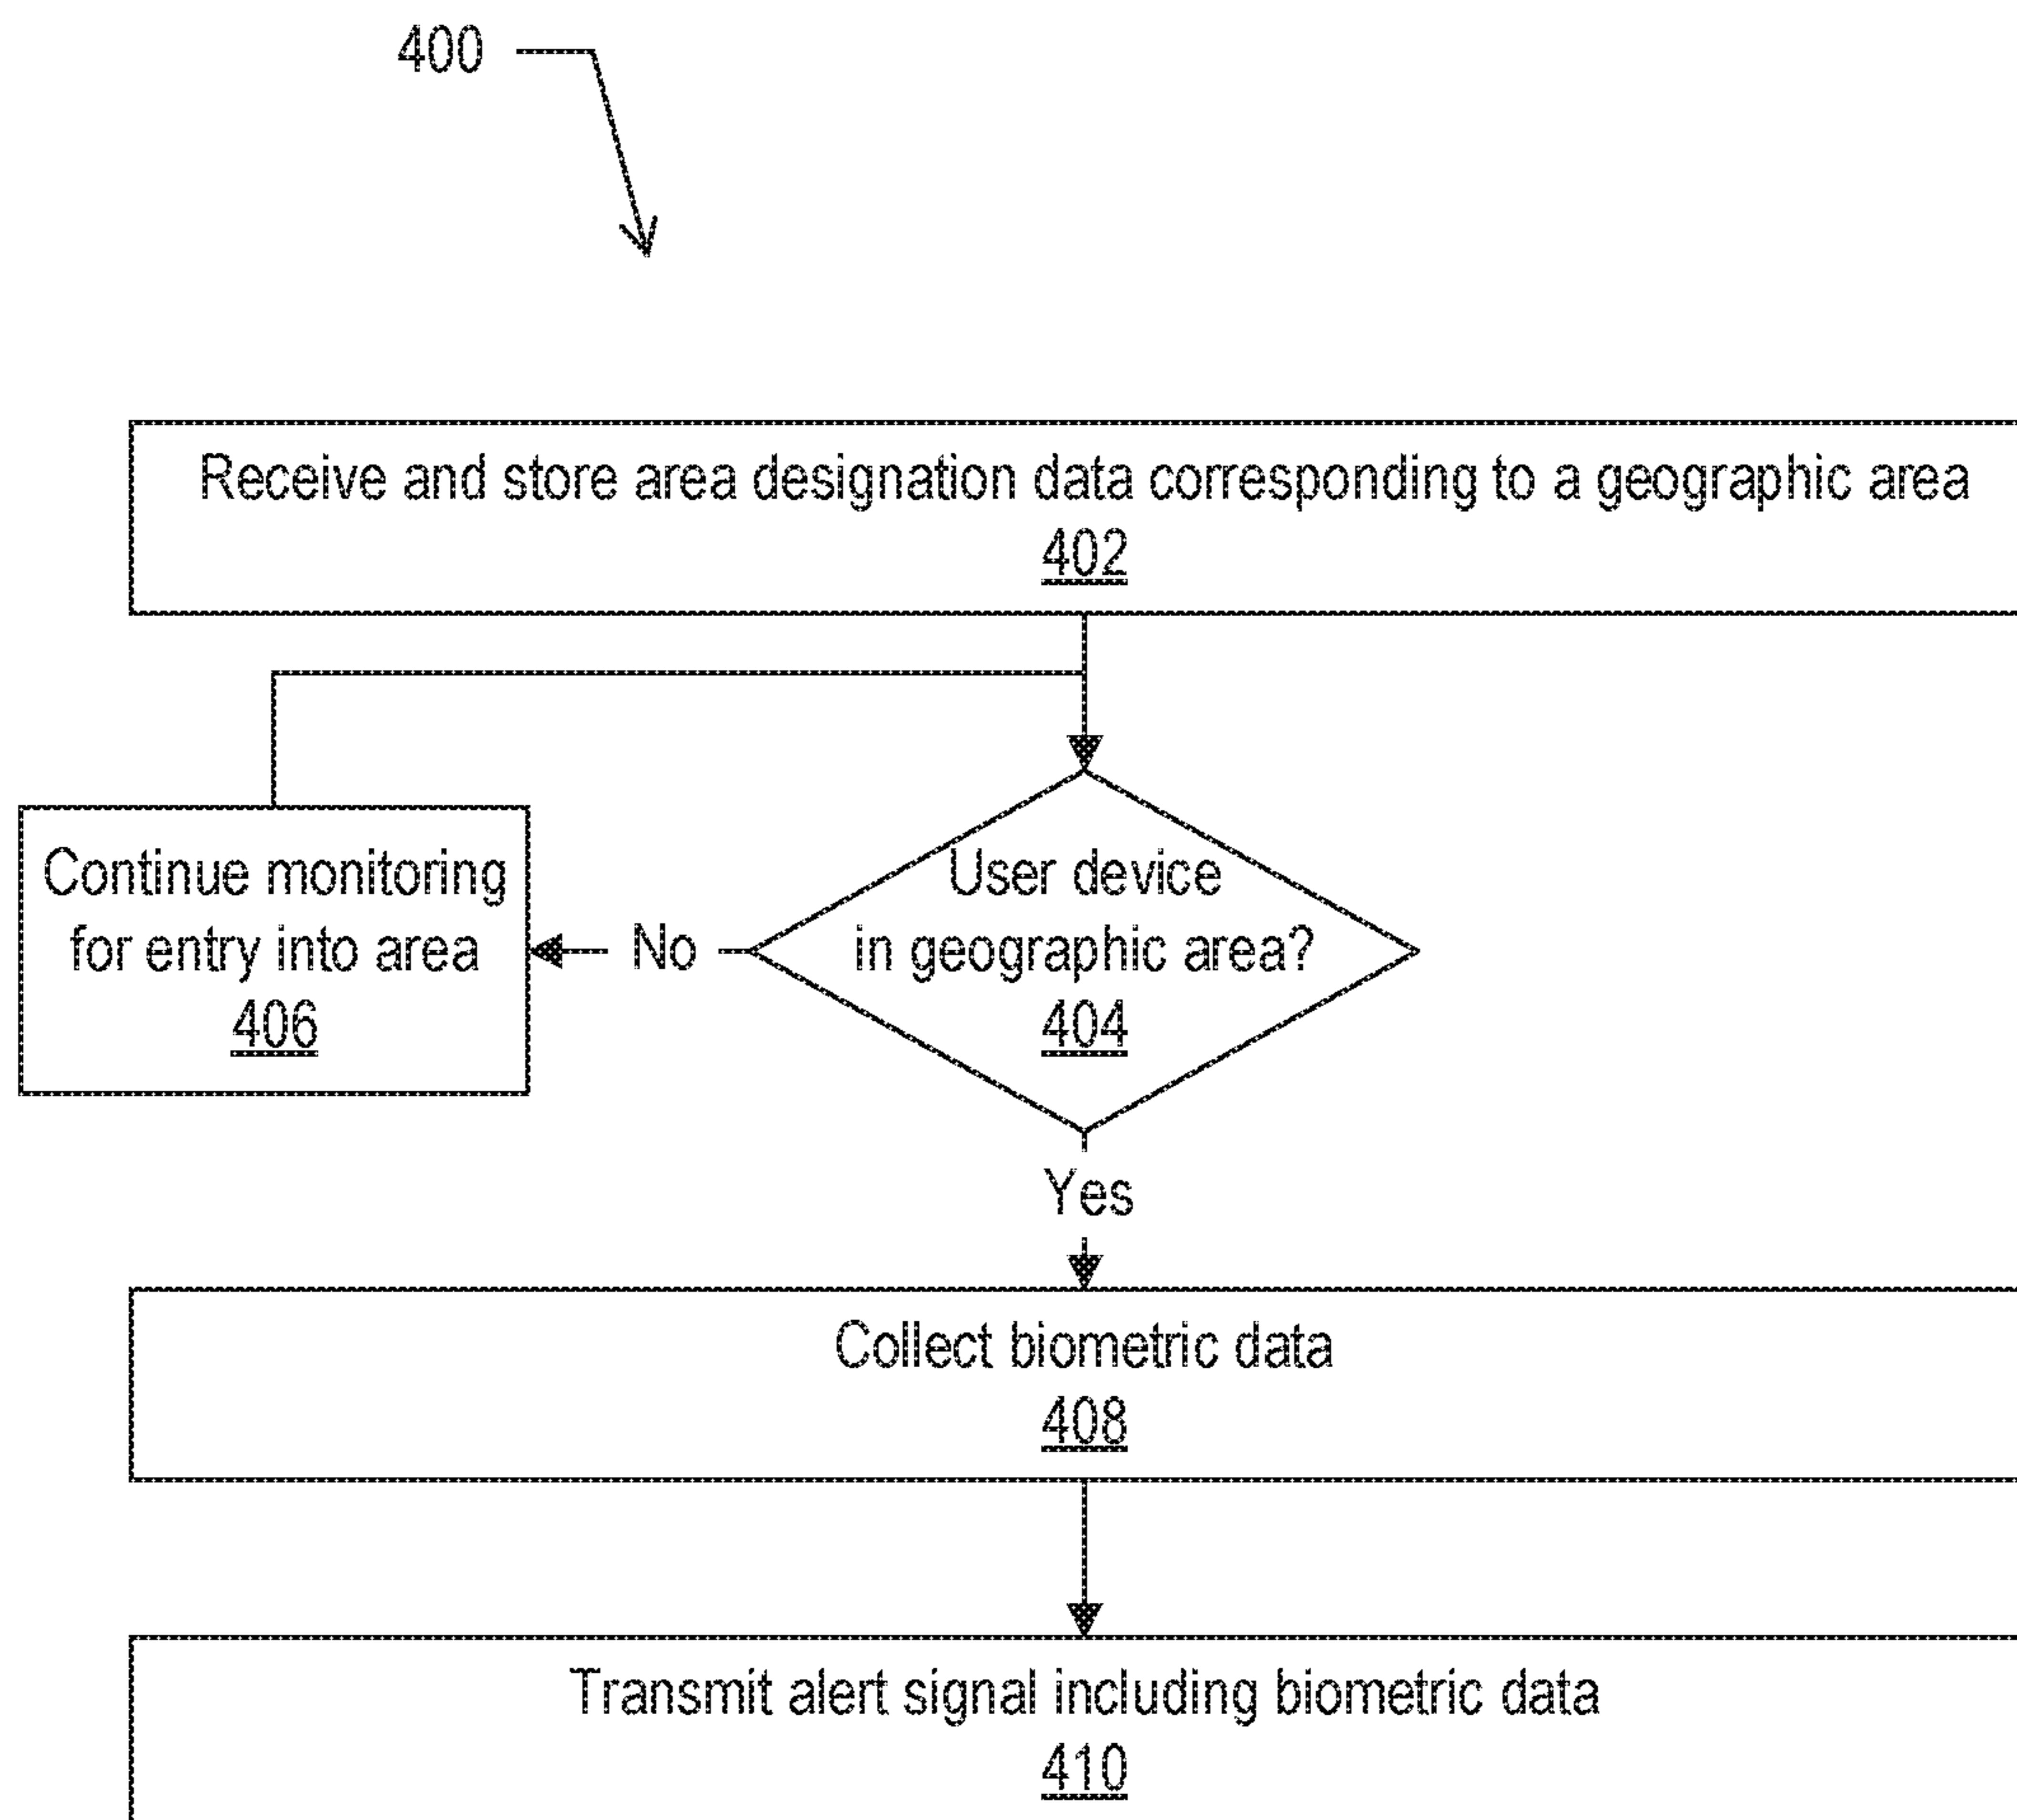 400
Receive and store area designation data corresponding to a geographic area
402
Continue monitoring
for entry into area
406
No
User device
in geographic area?
404
Yes
Collect biometric data
408
Transmit alert signal including biometric data
410